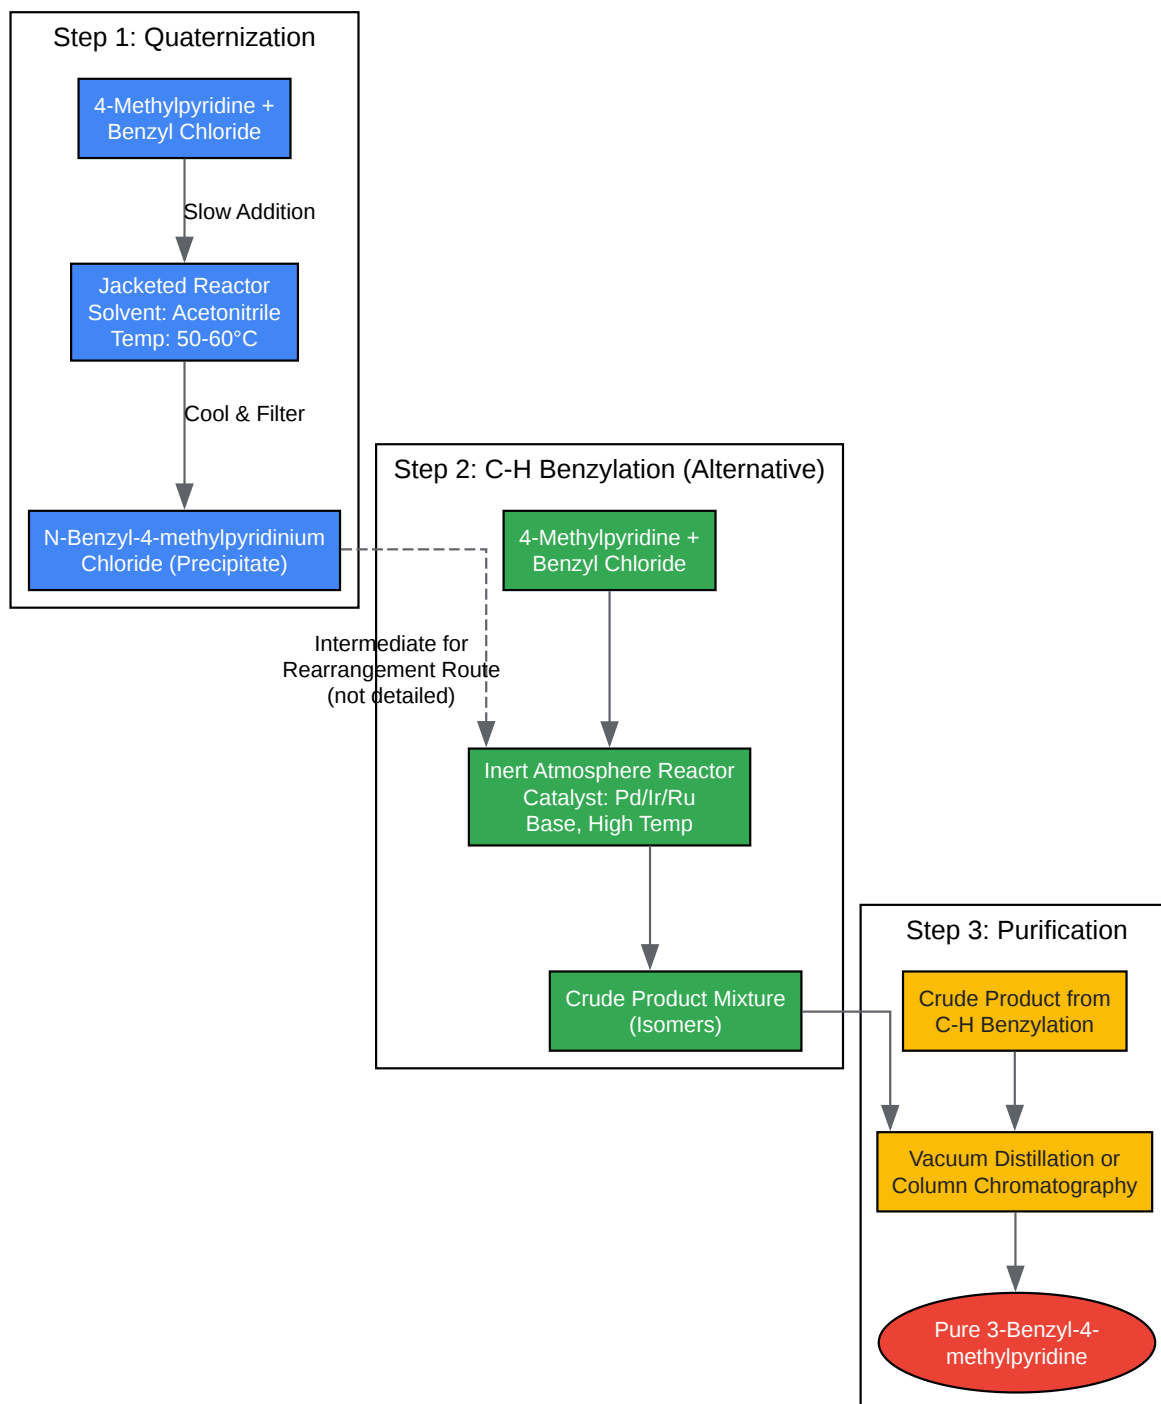 Step 1: Quaternization
4-Methylpyridine +
Benzyl Chloride
Slow Addition
Jacketed Reactor
Solvent: Acetonitrile
Temp: 50-60°C
Cool & Filter
N-Benzyl-4-methylpyridinium
Chloride (Precipitate)
Intermediate for
Rearrangement Route
(not detailed)
Step 2: C-H Benzylation (Alternative)
4-Methylpyridine +
Benzyl Chloride
Inert Atmosphere Reactor
Catalyst: Pd/Ir/Ru
Base, High Temp
Crude Product Mixture
(Isomers)
Step 3: Purification
Crude Product from
C-H Benzylation
Vacuum Distillation or
Column Chromatography
Pure 3-Benzyl-4-
methylpyridine